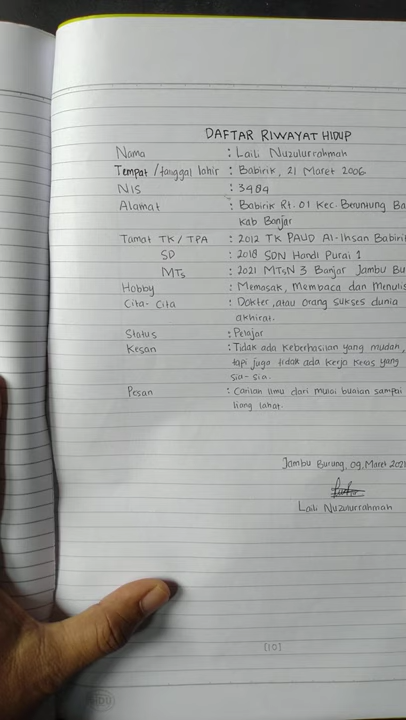 DAFTAR RIWAYAT HIDUP
Nama : Laili Nuzulurrahmah
Tempat / tanggal lahir : Babirik, 21 Maret 2006
NIS : 3484
Alamat : Babirik Rt. 01 Kec. Beruntung Ba
Kab Banjar
Tamat TK / TPA : 2012 TK PAUD Al-Ihsan Babirik
SD : 2018 SDN Handil Purai 1
MTs : 2021 MTsN 3 Banjar Jambu Bu
Hobby : Memasak, Membaca dan Menulis
Cita-Cita : Dokter, atau orang sukses dunia
akhirat.
Status : Pelajar
Kesan : Tidak ada keberhasilan yang mudah,
tapi juga tidak ada kerja keras yang
sia-sia.
Pesan : Carilah ilmu dari mulai buaian sampai
liang lahat.
Jambu Burung, 09 Maret 2021
Laili Nuzulurrahmah
[10]